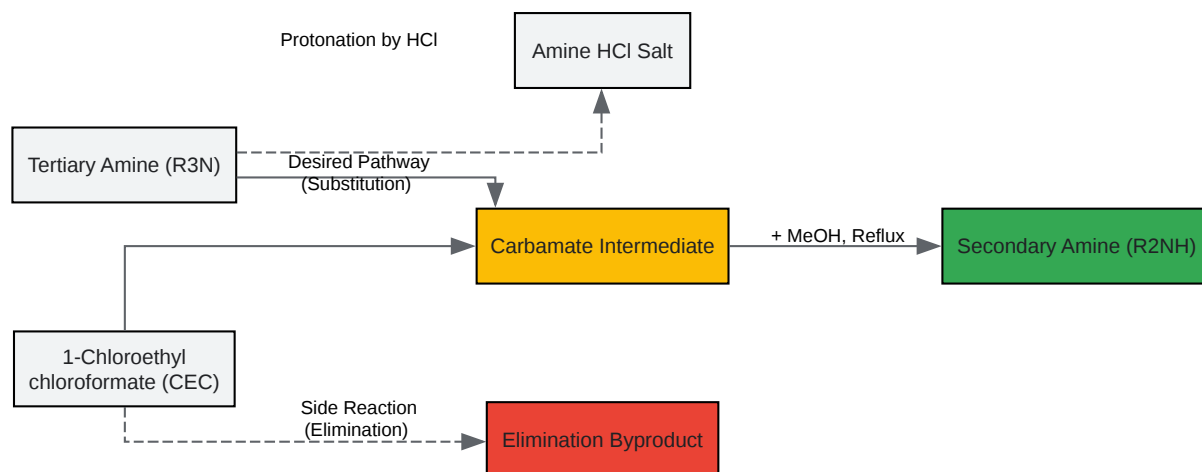 Protonation by HCl
Amine HCl Salt
Tertiary Amine (R3N)
Desired Pathway
(Substitution)
Carbamate Intermediate
+ MeOH, Reflux
Secondary Amine (R2NH)
1-Chloroethyl
chloroformate (CEC)
Side Reaction
(Elimination)
Elimination Byproduct